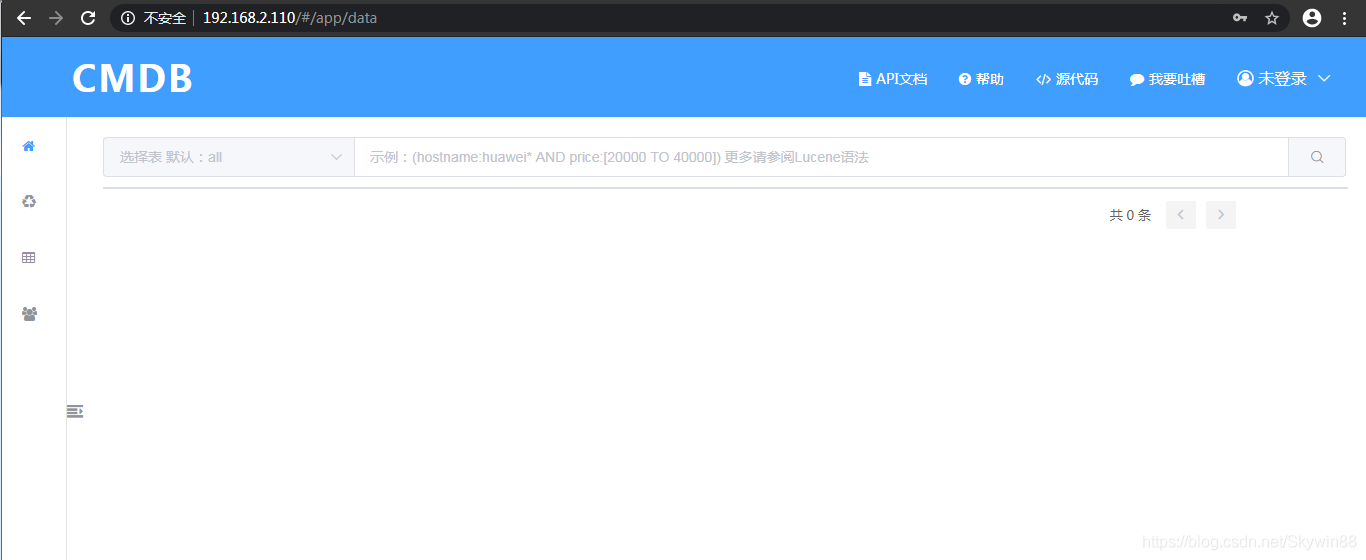 不安全 192.168.2.110/#/app/data
CMDB
API文档 帮助 源代码 我要吐槽 未登录
选择表 默认：all 示例：(hostname:huawei* AND price:[20000 TO 40000]) 更多请参阅Lucene语法
共 0 条
https://blog.csdn.net/Skywin88